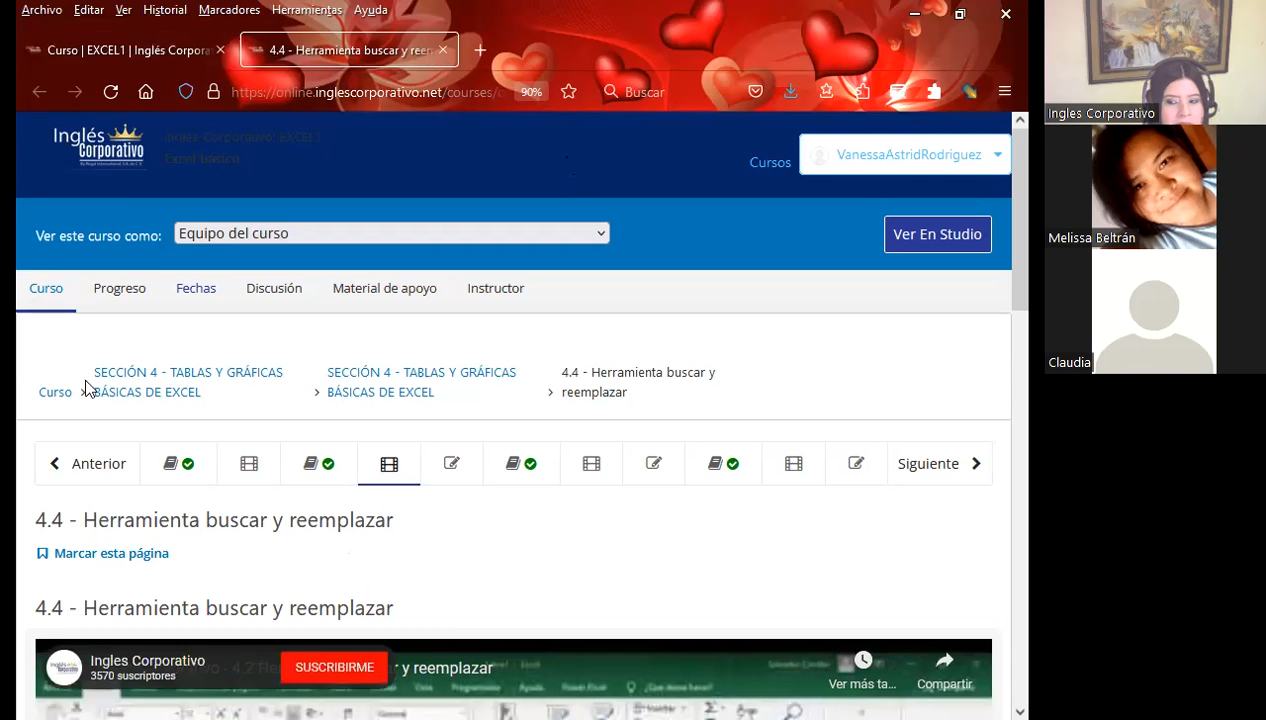 Archivo Editar Ver Historial Marcadores Herramientas Ayuda
Curso | EXCEL1 | Inglés Corpora
4.4 - Herramienta buscar y reem
https://online.inglescorporativo.net/courses/
90%
Buscar
Inglés
Corporativo
Inglés Corporativo: EXCEL1
Excel Básico
Cursos
VanessaAstridRodriguez
Ver este curso como:
Equipo del curso
Ver En Studio
Curso Progreso Fechas Discusión Material de apoyo Instructor
Curso > SECCIÓN 4 - TABLAS Y GRÁFICAS BÁSICAS DE EXCEL > SECCIÓN 4 - TABLAS Y GRÁFICAS BÁSICAS DE EXCEL > 4.4 - Herramienta buscar y reemplazar
Anterior
Siguiente
4.4 - Herramienta buscar y reemplazar
Marcar esta página
4.4 - Herramienta buscar y reemplazar
Ingles Corporativo
3570 suscriptores
SUSCRIBIRME
y reemplazar
Ver más ta...
Compartir
Ingles Corporativo
Melissa Beltrán
Claudia